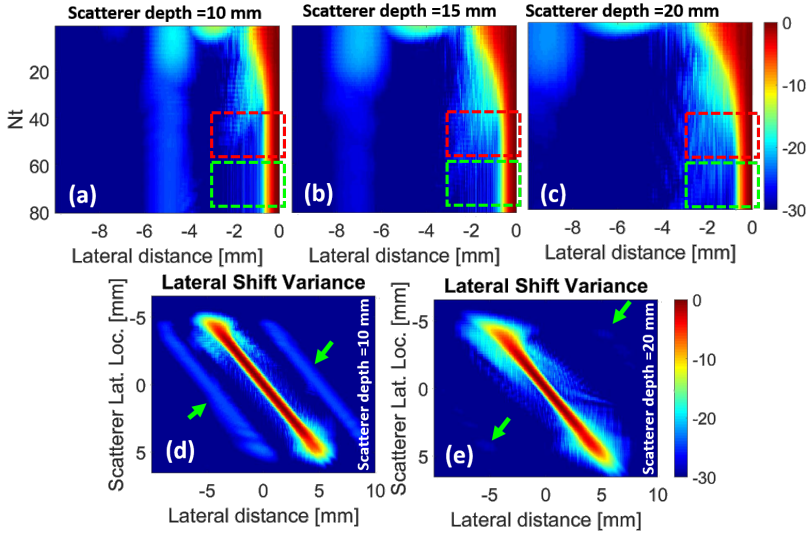 Scatterer depth =10 mm
Scatterer depth =15 mm
Scatterer depth =20 mm
Nt
20
40
60
80
(a)
(b)
(c)
0
-10
-20
-30
-8 -6 -4 -2 0
-8 -6 -4 -2 0
-8 -6 -4 -2 0
Lateral distance [mm]
Lateral distance [mm]
Lateral distance [mm]
Lateral Shift Variance
Lateral Shift Variance
Scatterer Lat. Loc. [mm]
-5
0
5
(d)
Scatterer depth =10 mm
-5 0 5 10
Lateral distance [mm]
Scatterer Lat. Loc. [mm]
-5
0
5
(e)
Scatterer depth =20 mm
-5 0 5 10
Lateral distance [mm]
0
-10
-20
-30